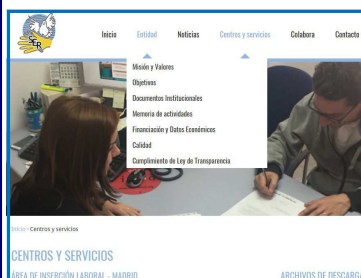 SER
Inicio Entidad Noticias Centros y servicios Colabora Contacto
Misión y Valores
Objetivos
Documentos Institucionales
Memoria de actividades
Financiación y Datos Económicos
Calidad
Cumplimiento de Ley de Transparencia
Inicio · Centros y servicios
CENTROS Y SERVICIOS
ÁREA DE INSERCIÓN LABORAL - MADRID
ARCHIVOS DE DESCARGA